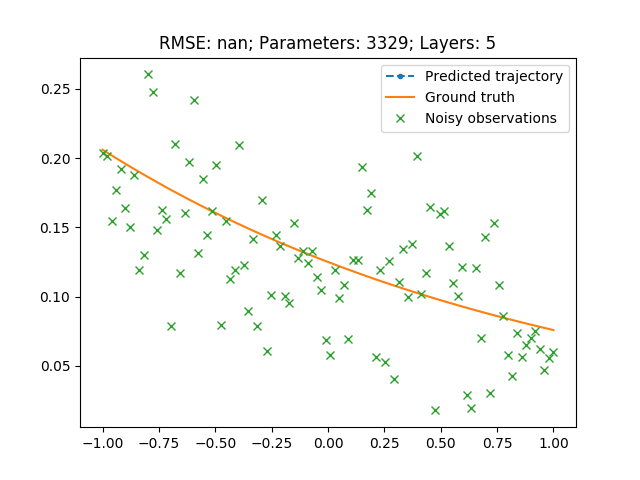 RMSE: nan; Parameters: 3329; Layers: 5
Predicted trajectory
Ground truth
Noisy observations
0.25
0.20
0.15
0.10
0.05
−1.00 −0.75 −0.50 −0.25 0.00 0.25 0.50 0.75 1.00